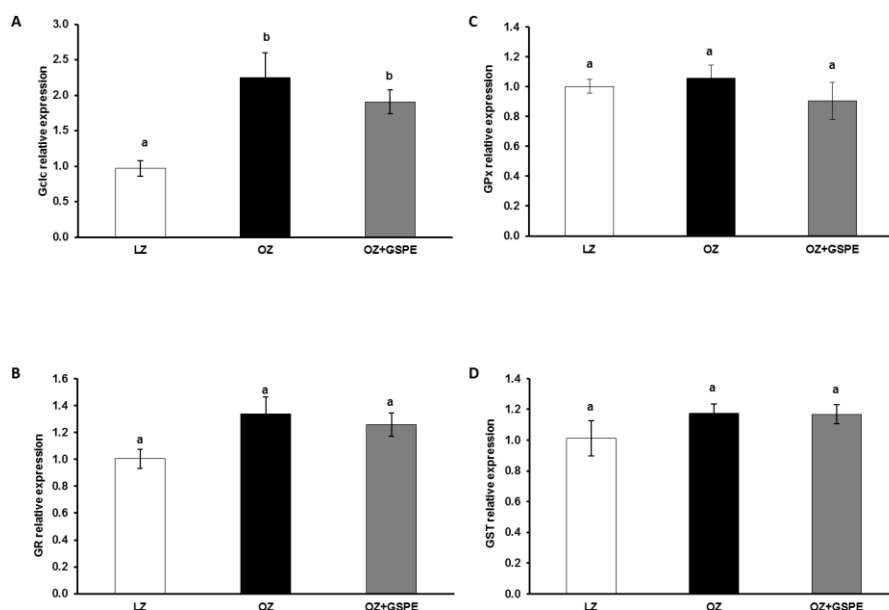 A
Gclc relative expression
3.0
2.5
2.0
1.5
1.0
0.5
0.0
a
b
b
LZ
OZ
OZ+GSPE
C
GPx relative expression
1.4
1.2
1.0
0.8
0.6
0.4
0.2
0.0
a
a
a
LZ
OZ
OZ+GSPE
B
GR relative expression
1.6
1.4
1.2
1.0
0.8
0.6
0.4
0.2
0.0
a
a
a
LZ
OZ
OZ+GSPE
D
GST relative expression
1.6
1.4
1.2
1.0
0.8
0.6
0.4
0.2
0.0
a
a
a
LZ
OZ
OZ+GSPE